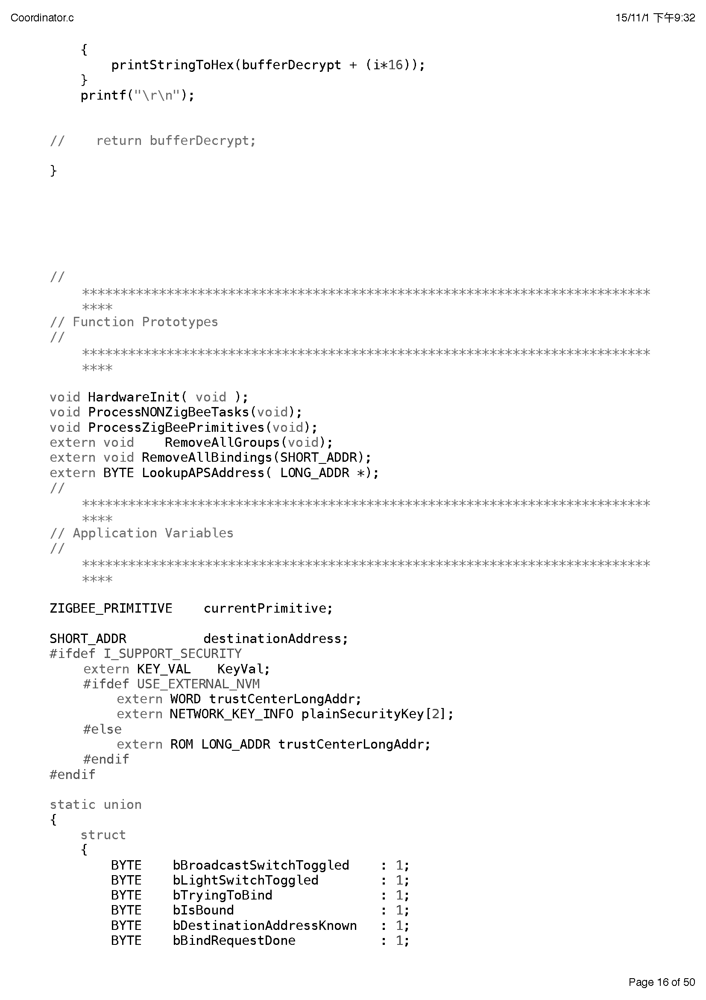 Coordinator.c
15/11/1 下午9:32
    {
        printStringToHex(bufferDecrypt + (i*16));
    }
    printf("\r\n");
//    return bufferDecrypt;
}
//
    **************************************************************************
    ****
// Function Prototypes
//
    **************************************************************************
    ****
void HardwareInit( void );
void ProcessNONZigBeeTasks(void);
void ProcessZigBeePrimitives(void);
extern void    RemoveAllGroups(void);
extern void RemoveAllBindings(SHORT_ADDR);
extern BYTE LookupAPSAddress( LONG_ADDR *);
//
    **************************************************************************
    ****
// Application Variables
//
    **************************************************************************
    ****
ZIGBEE_PRIMITIVE    currentPrimitive;
SHORT_ADDR          destinationAddress;
#ifdef I_SUPPORT_SECURITY
    extern KEY_VAL   KeyVal;
    #ifdef USE_EXTERNAL_NVM
        extern WORD trustCenterLongAddr;
        extern NETWORK_KEY_INFO plainSecurityKey[2];
    #else
        extern ROM LONG_ADDR trustCenterLongAddr;
    #endif
#endif
static union
{
    struct
    {
        BYTE    bBroadcastSwitchToggled    : 1;
        BYTE    bLightSwitchToggled        : 1;
        BYTE    bTryingToBind              : 1;
        BYTE    bIsBound                   : 1;
        BYTE    bDestinationAddressKnown   : 1;
        BYTE    bBindRequestDone           : 1;
Page 16 of 50